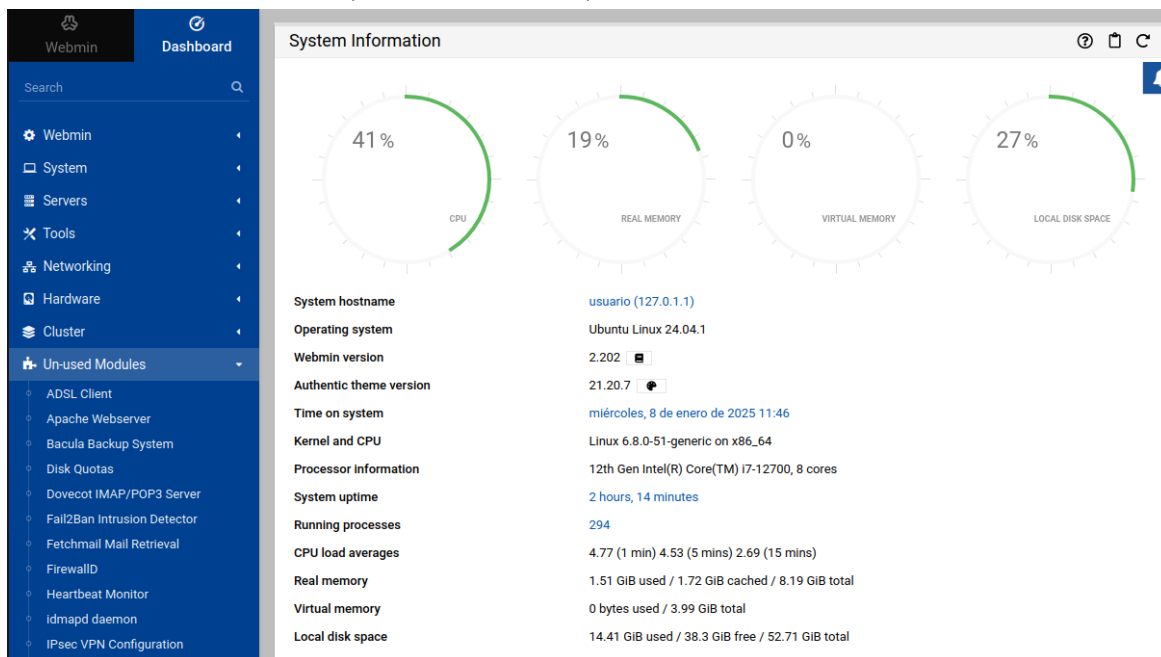 Webmin
Dashboard
Search
Webmin
System
Servers
Tools
Networking
Hardware
Cluster
Un-used Modules
ADSL Client
Apache Webserver
Bacula Backup System
Disk Quotas
Dovecot IMAP/POP3 Server
Fail2Ban Intrusion Detector
Fetchmail Mail Retrieval
FirewallD
Heartbeat Monitor
idmapd daemon
IPsec VPN Configuration
System Information
41%
CPU
19%
REAL MEMORY
0%
VIRTUAL MEMORY
27%
LOCAL DISK SPACE
System hostname usuario (127.0.1.1)
Operating system Ubuntu Linux 24.04.1
Webmin version 2.202
Authentic theme version 21.20.7
Time on system miércoles, 8 de enero de 2025 11:46
Kernel and CPU Linux 6.8.0-51-generic on x86_64
Processor information 12th Gen Intel(R) Core(TM) i7-12700, 8 cores
System uptime 2 hours, 14 minutes
Running processes 294
CPU load averages 4.77 (1 min) 4.53 (5 mins) 2.69 (15 mins)
Real memory 1.51 GiB used / 1.72 GiB cached / 8.19 GiB total
Virtual memory 0 bytes used / 3.99 GiB total
Local disk space 14.41 GiB used / 38.3 GiB free / 52.71 GiB total